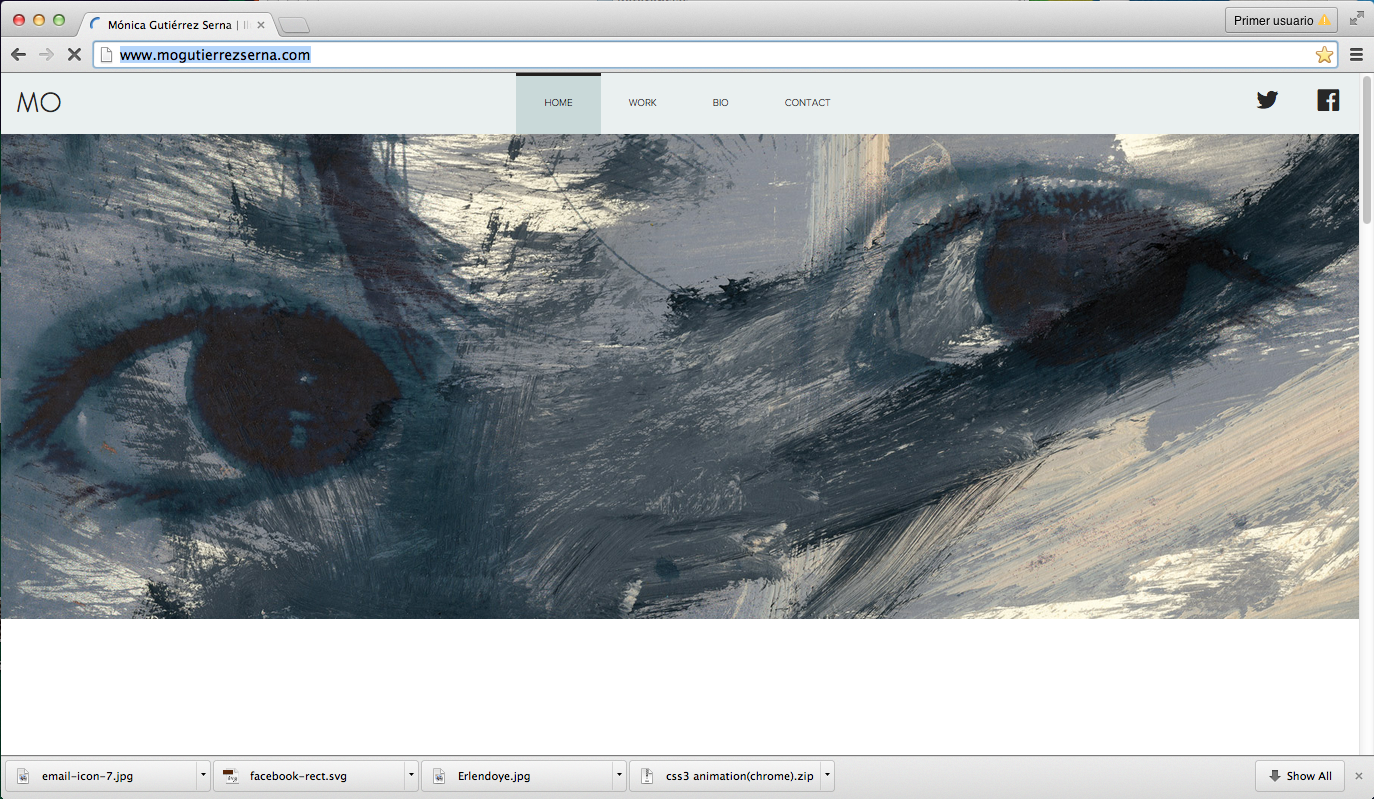 Mónica Gutiérrez Serna |
Primer usuario
www.mogutierrezserna.com
MO
HOME WORK BIO CONTACT
email-icon-7.jpg facebook-rect.svg Erlendoye.jpg css3 animation(chrome).zip Show All